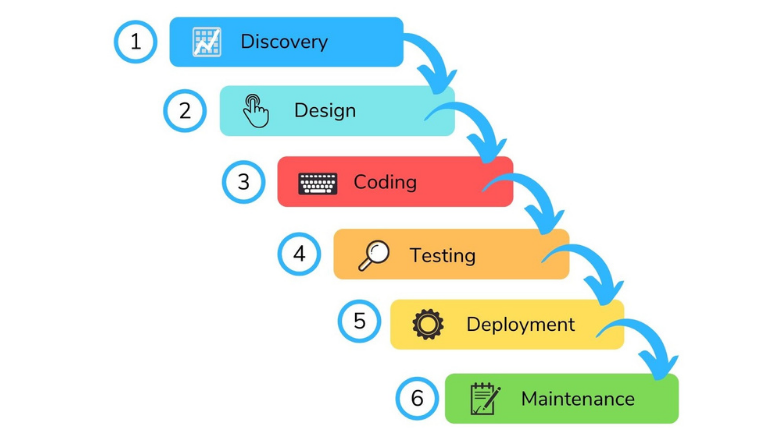 1 Discovery
2 Design
3 Coding
4 Testing
5 Deployment
6 Maintenance